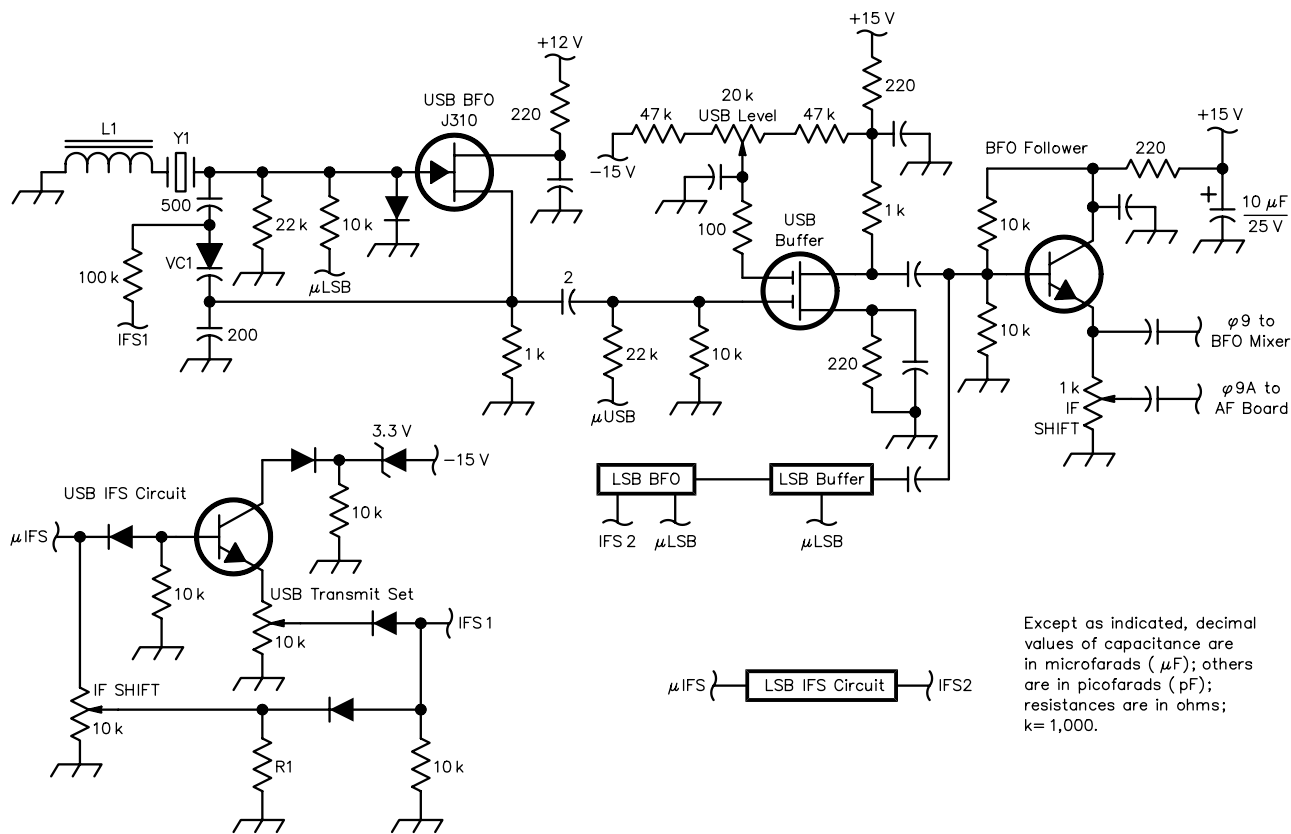 +15 V
+12 V
220
20 k
USB Level
47 k
47 k
-15 V
USB BFO
J310
220
+15 V
BFO Follower
220
L1
Y1
500
22 k
10 k
μLSB
100
USB
Buffer
1 k
10 k
+
10 μF
25 V
100 k
VC1
IFS1
200
2
1 k
22 k
μUSB
10 k
220
10 k
φ9 to
BFO Mixer
1 k
IF
SHIFT
φ9A to
AF Board
3.3 V
-15 V
USB IFS Circuit
10 k
μIFS
10 k
USB Transmit Set
10 k
IFS 1
LSB BFO
LSB Buffer
IFS 2
μLSB
μLSB
IF SHIFT
10 k
R1
10 k
μIFS
LSB IFS Circuit
IFS2
Except as indicated, decimal
values of capacitance are
in microfarads ( μF); others
are in picofarads ( pF);
resistances are in ohms;
k= 1,000.